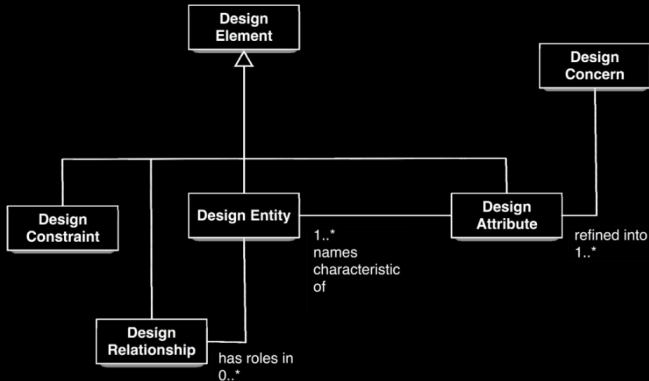 Design
Element
Design
Concern
Design
Constraint
Design Entity
Design
Attribute
1..*
names
characteristic
of
refined into
1..*
Design
Relationship
has roles in
0..*